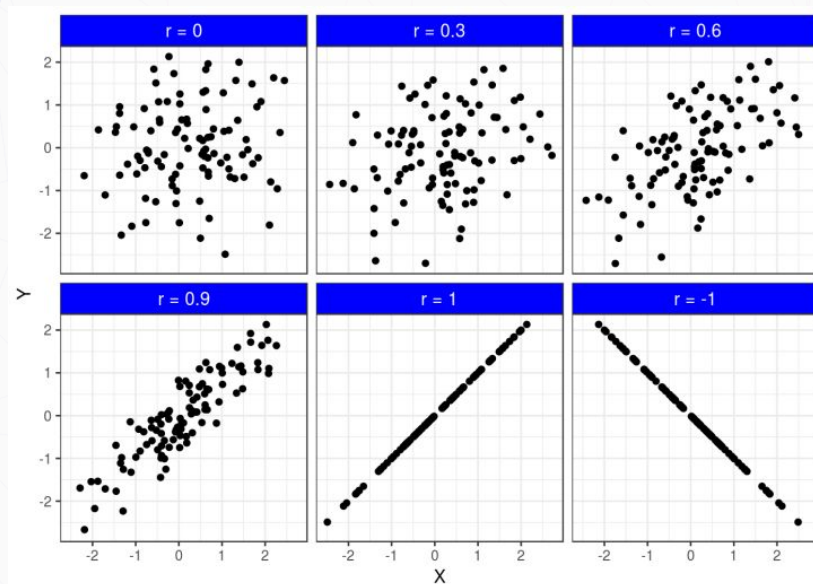 r = 0
r = 0.3
r = 0.6
2
1
0
-1
-2
Y
r = 0.9
r = 1
r = -1
2
1
0
-1
-2
-2 -1 0 1 2
-2 -1 0 1 2
-2 -1 0 1 2
X